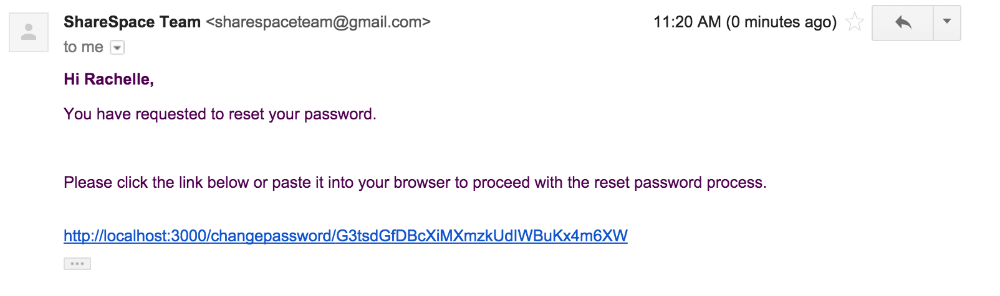 ShareSpace Team <sharespaceteam@gmail.com> 11:20 AM (0 minutes ago)
to me
Hi Rachelle,
You have requested to reset your password.
Please click the link below or paste it into your browser to proceed with the reset password process.
http://localhost:3000/changepassword/G3tsdGfDBcXiMXmzkUdIWBuKx4m6XW